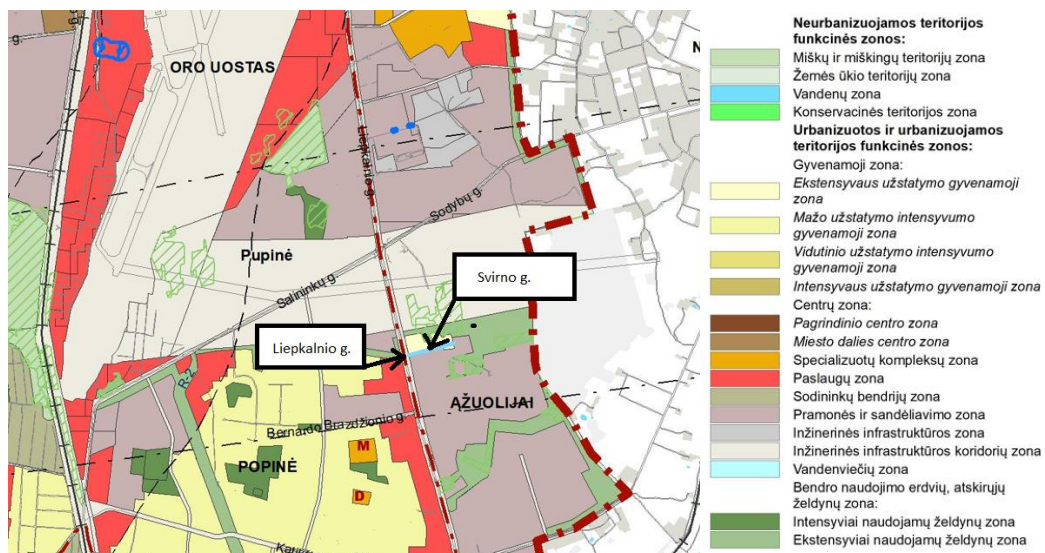 g.
ORO UOSTAS
Liepkalnio g.
Sodybų g.
Pupinė
Svirno g.
Salininkų g.
Liepkalnio g.
R-2
AŽUOLIJAI
Bernardo Brazdžionio g.
POPINĖ
M
D
N
Neurbanizuojamos teritorijos
funkcinės zonos:
Miškų ir miškingų teritorijų zona
Žemės ūkio teritorijų zona
Vandenų zona
Konservacinės teritorijos zona
Urbanizuotos ir urbanizuojamos
teritorijos funkcinės zonos:
Gyvenamoji zona:
Ekstensyvaus užstatymo gyvenamoji
zona
Mažo užstatymo intensyvumo
gyvenamoji zona
Vidutinio užstatymo intensyvumo
gyvenamoji zona
Intensyvaus užstatymo gyvenamoji zona
Centrų zona:
Pagrindinio centro zona
Miesto dalies centro zona
Specializuotų kompleksų zona
Paslaugų zona
Sodininkų bendrijų zona
Pramonės ir sandėliavimo zona
Inžinerinės infrastruktūros zona
Inžinerinės infrastruktūros koridorių zona
Vandenviečių zona
Bendro naudojimo erdvių, atskirųjų
želdynų zona:
Intensyviai naudojamų želdynų zona
Ekstensyviai naudojamų želdynų zona